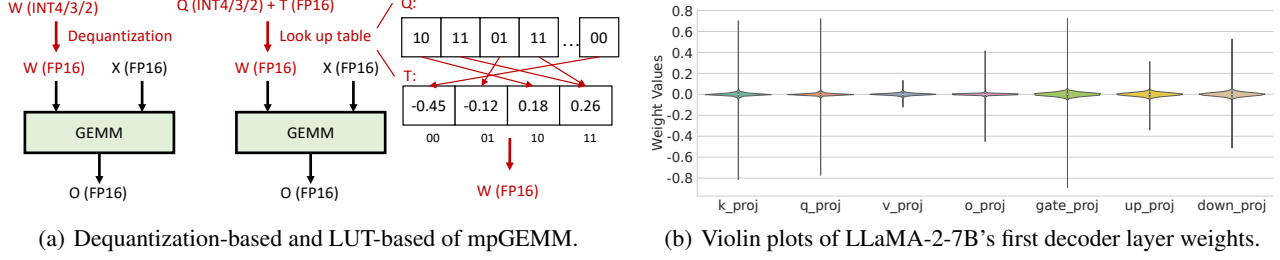 W (INT4/3/2)
Dequantization
W (FP16) X (FP16)
GEMM
O (FP16)
Q (INT4/3/2) + T (FP16)
Look up table
W (FP16) X (FP16)
GEMM
O (FP16)
Q:
10 11 01 11 ... 00
T:
-0.45 -0.12 0.18 0.26
00 01 10 11
W (FP16)
(a) Dequantization-based and LUT-based of mpGEMM.
Weight Values
0.8
0.6
0.4
0.2
0.0
-0.2
-0.4
-0.6
-0.8
k_proj q_proj v_proj o_proj gate_proj up_proj down_proj
(b) Violin plots of LLaMA-2-7B's first decoder layer weights.